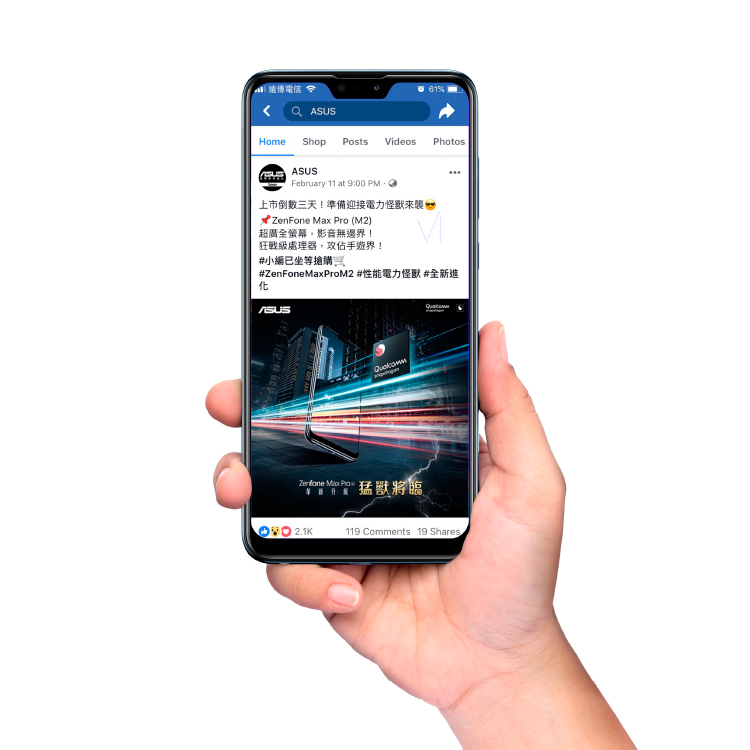 遠傳電信 61%
ASUS
Home Shop Posts Videos Photos
ASUS
February 11 at 9:00 PM
上市倒數三天！準備迎接電力怪獸來襲😎
📌ZenFone Max Pro (M2)
超廣全螢幕，影音無邊界！
狂戰級處理器，攻佔手遊界！
#小編已坐等搶購🛒
#ZenFoneMaxProM2 #性能電力怪獸 #全新進
化
ASUS Qualcomm
snapdragon
Qualcomm
snapdragon
Zenfone Max Pro
猛獸將臨
2.1K 119 Comments 19 Shares